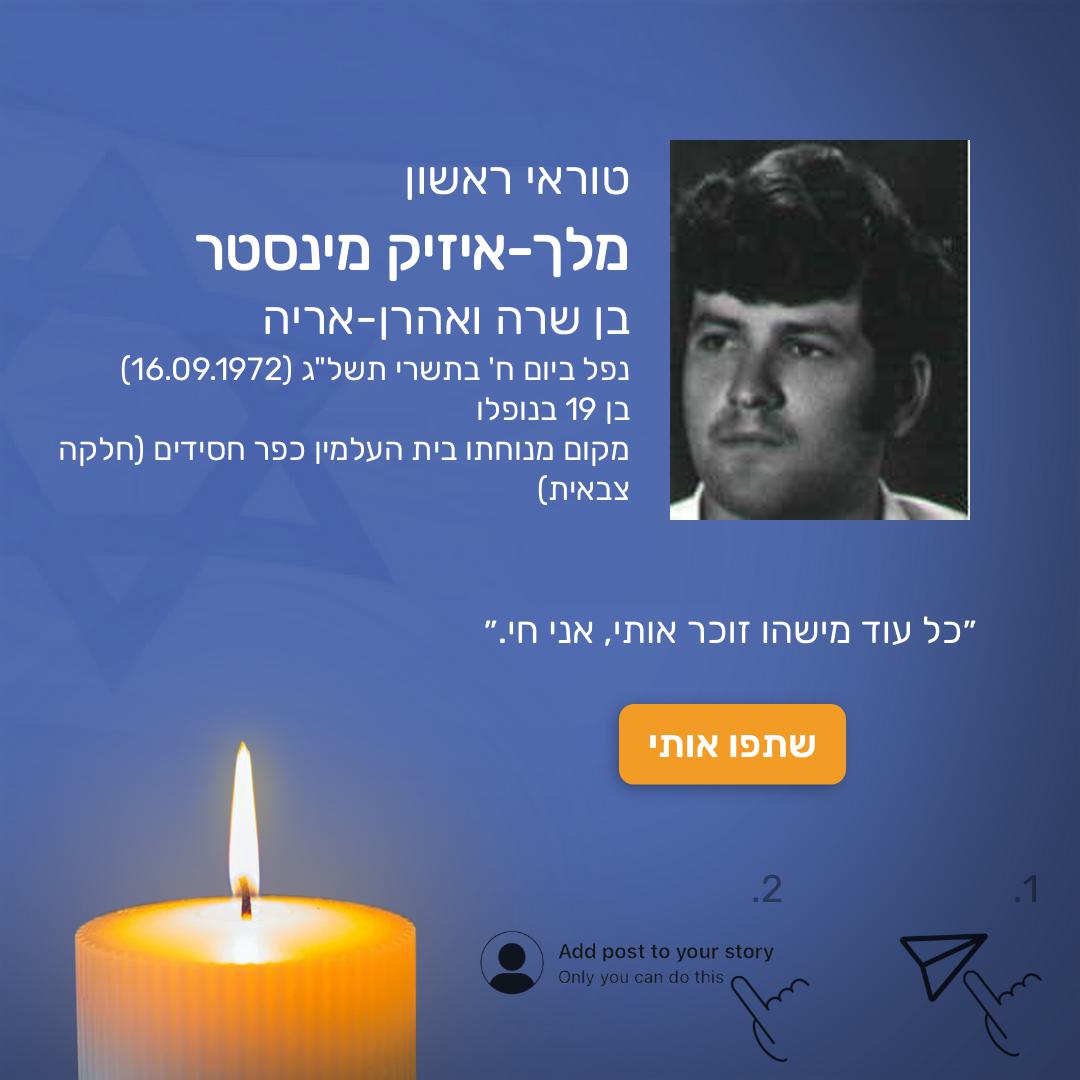 טוראי ראשון
מלך-איזיק מינסטר
בן שרה ואהרן-אריה
נפל ביום ח' בתשרי תשל"ג (16.09.1972)
בן 19 בנופלו
מקום מנוחתו בית העלמין כפר חסידים (חלקה
צבאית)
"כל עוד מישהו זוכר אותי, אני חי."
שתפו אותי
1.
2.
Add post to your story
Only you can do this